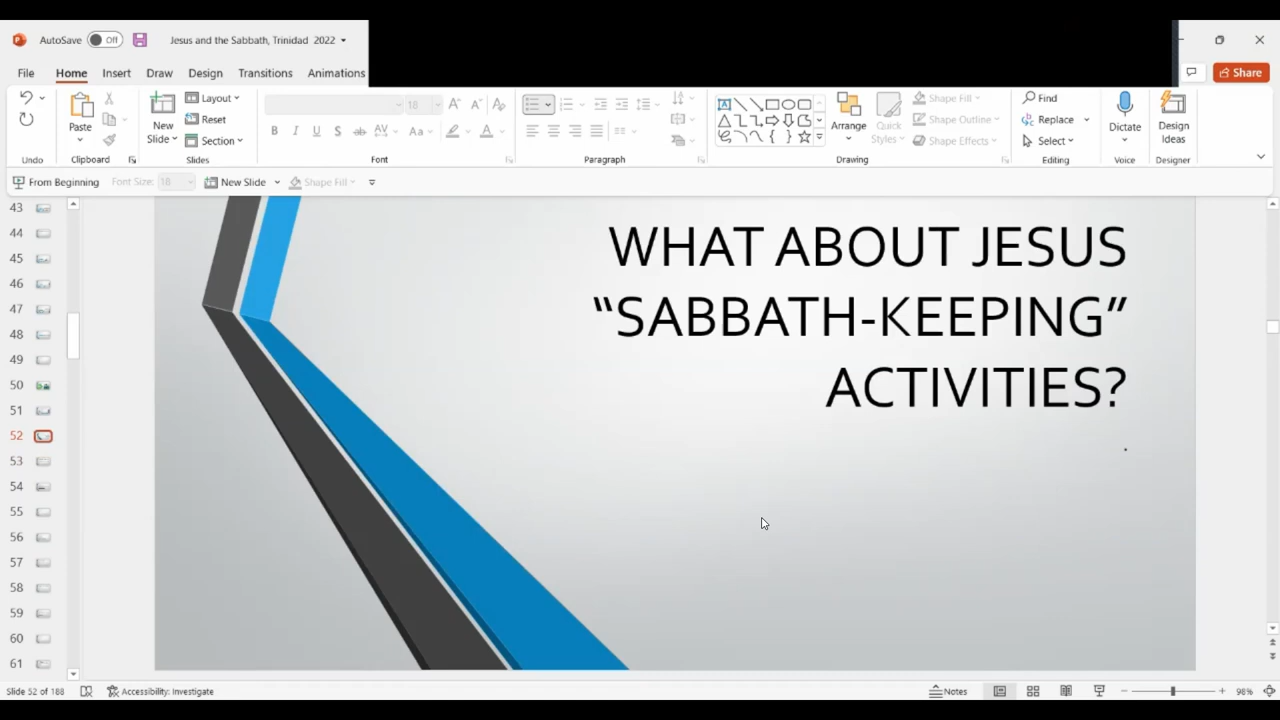 AutoSave Off Jesus and the Sabbath, Trinidad 2022
File Home Insert Draw Design Transitions Animations Share
Paste
New
Slide
Layout
Reset
Section
18
Aa
Arrange
Quick
Styles
Shape Fill
Shape Outline
Shape Effects
Find
Replace
Select
Dictate
Design
Ideas
Undo Clipboard Slides Font Paragraph Drawing Editing Voice Designer
From Beginning Font Size: 18 New Slide Shape Fill
43
44
45
46
47
48
49
50
51
52
53
54
55
56
57
58
59
60
61
WHAT ABOUT JESUS
“SABBATH-KEEPING”
ACTIVITIES?
.
Slide 52 of 188 Accessibility: Investigate Notes 98%